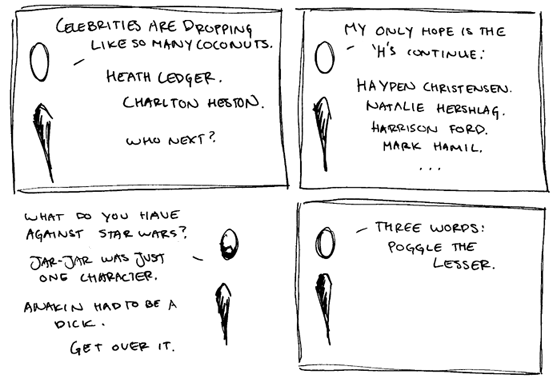 CELEBRITIES ARE DROPPING
LIKE SO MANY COCONUTS.
HEATH LEDGER.
CHARLTON HESTON.
WHO NEXT?
MY ONLY HOPE IS THE
'H'S CONTINUE:
HAYDEN CHRISTENSEN.
NATALIE HERSHLAG.
HARRISON FORD.
MARK HAMIL.
...
WHAT DO YOU HAVE
AGAINST STAR WARS?
JAR-JAR WAS JUST
ONE CHARACTER.
ANAKIN HAD TO BE A
DICK.
GET OVER IT.
THREE WORDS:
POGGLE THE
LESSER.